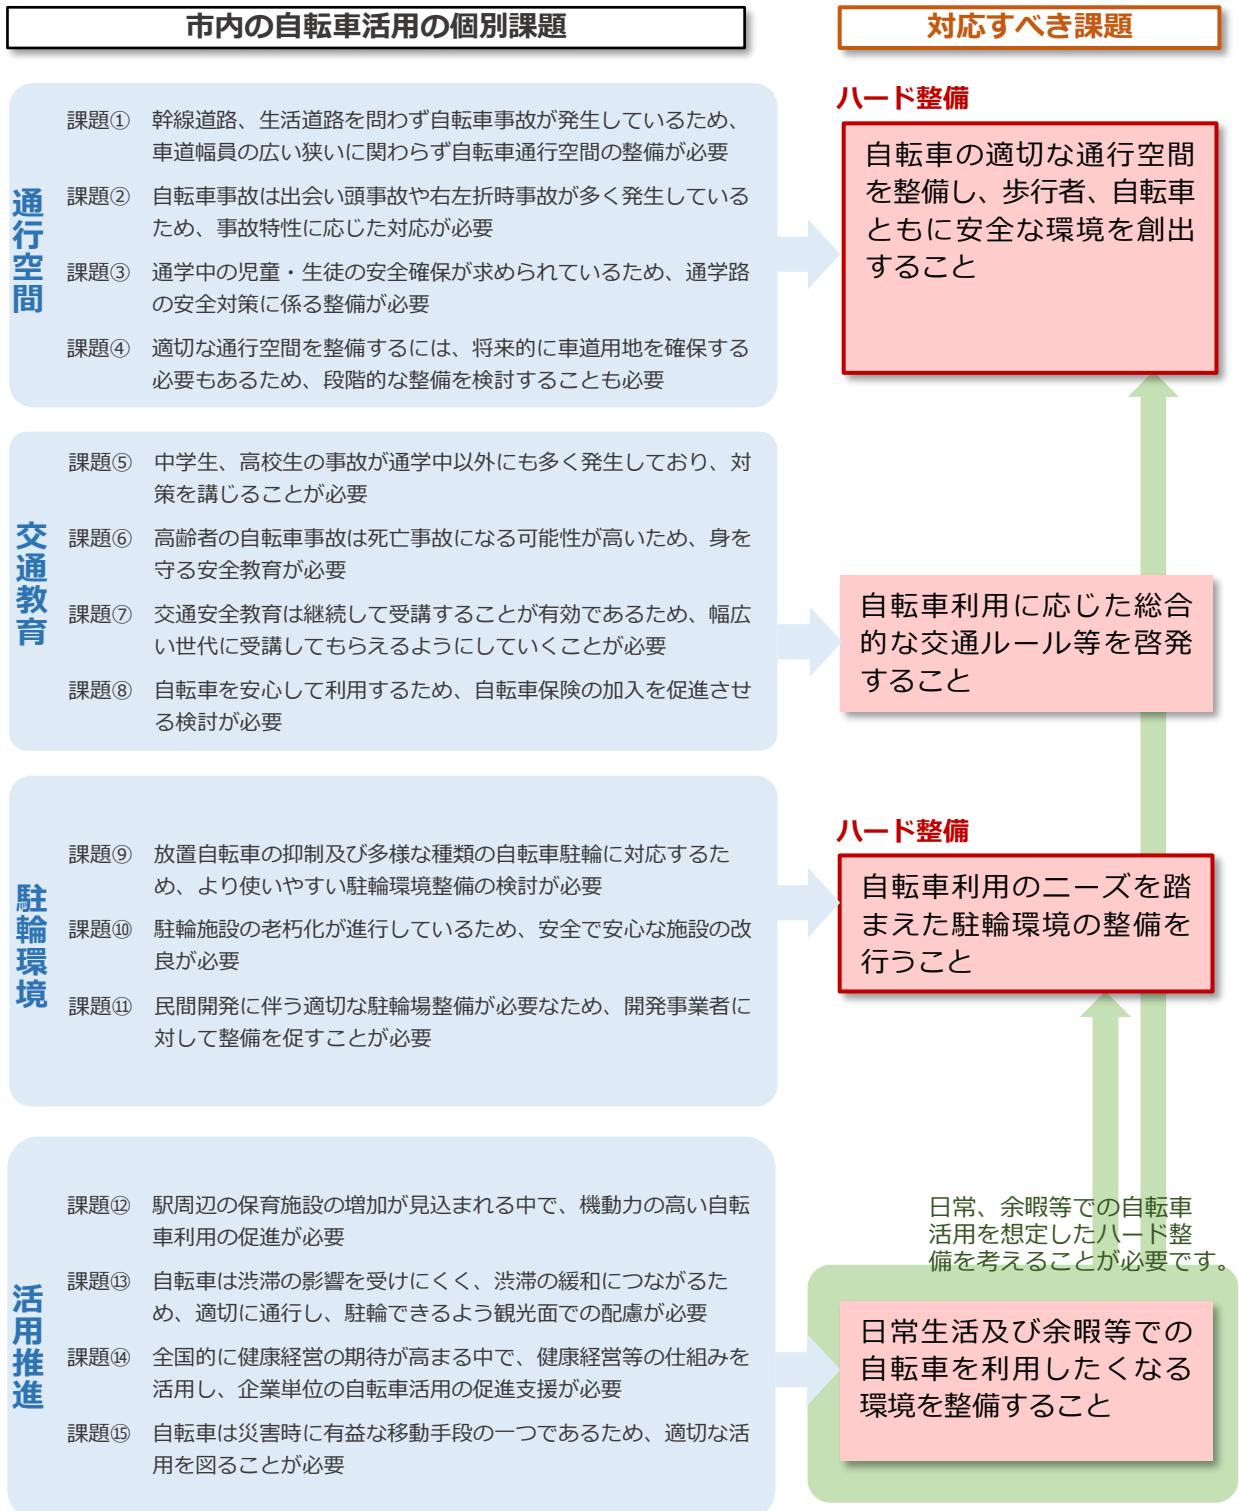 市内の自転車活用の個別課題
対応すべき課題
通行空間
課題① 幹線道路、生活道路を問わず自転車事故が発生しているため、
車道幅員の広い狭いに関わらず自転車通行空間の整備が必要
課題② 自転車事故は出会い頭事故や右左折時事故が多く発生している
ため、事故特性に応じた対応が必要
課題③ 通学中の児童・生徒の安全確保が求められているため、通学路
の安全対策に係る整備が必要
課題④ 適切な通行空間を整備するには、将来的に車道用地を確保する
必要もあるため、段階的な整備を検討することも必要
ハード整備
自転車の適切な通行空間
を整備し、歩行者、自転車
ともに安全な環境を創出
すること
交通教育
課題⑤ 中学生、高校生の事故が通学中以外にも多く発生しており、対
策を講じることが必要
課題⑥ 高齢者の自転車事故は死亡事故になる可能性が高いため、身を
守る安全教育が必要
課題⑦ 交通安全教育は継続して受講することが有効であるため、幅広
い世代に受講してもらえるようにしていくことが必要
課題⑧ 自転車を安心して利用するため、自転車保険の加入を促進させ
る検討が必要
自転車利用に応じた総合
的な交通ルール等を啓発
すること
駐輪環境
課題⑨ 放置自転車の抑制及び多様な種類の自転車駐輪に対応するた
め、より使いやすい駐輪環境整備の検討が必要
課題⑩ 駐輪施設の老朽化が進行しているため、安全で安心な施設の改
良が必要
課題⑪ 民間開発に伴う適切な駐輪場整備が必要なため、開発事業者に
対して整備を促すことが必要
ハード整備
自転車利用のニーズを踏
まえた駐輪環境の整備を
行うこと
活用推進
課題⑫ 駅周辺の保育施設の増加が見込まれる中で、機動力の高い自転
車利用の促進が必要
課題⑬ 自転車は渋滞の影響を受けにくく、渋滞の緩和につながるた
め、適切に通行し、駐輪できるよう観光面での配慮が必要
課題⑭ 全国的に健康経営の期待が高まる中で、健康経営等の仕組みを
活用し、企業単位の自転車活用の促進支援が必要
課題⑮ 自転車は災害時に有益な移動手段の一つであるため、適切な活
用を図ることが必要
日常、余暇等での自転車
活用を想定したハード整
備を考えることが必要です。
日常生活及び余暇等での
自転車を利用したくなる
環境を整備すること